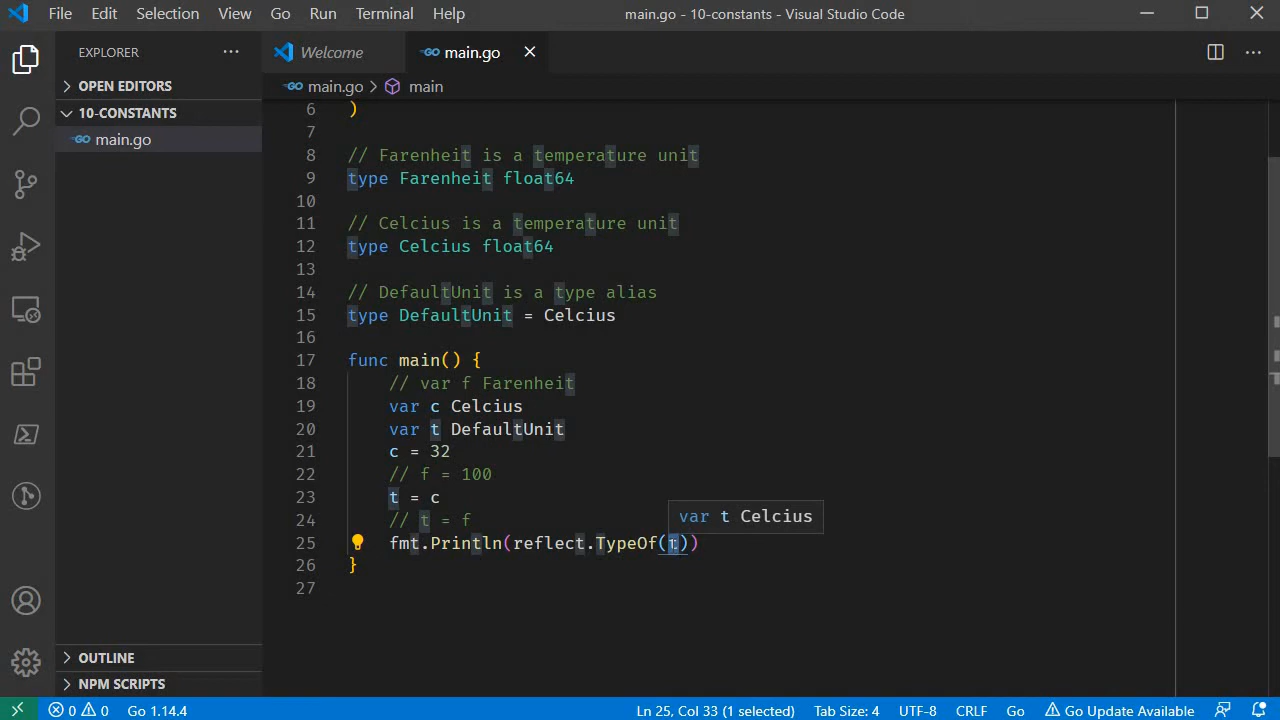 File Edit Selection View Go Run Terminal Help main.go - 10-constants - Visual Studio Code
EXPLORER
OPEN EDITORS
10-CONSTANTS
main.go
OUTLINE
NPM SCRIPTS
Welcome main.go
main.go > main
6 )
7
8 // Farenheit is a temperature unit
9 type Farenheit float64
10
11 // Celcius is a temperature unit
12 type Celcius float64
13
14 // DefaultUnit is a type alias
15 type DefaultUnit = Celcius
16
17 func main() {
18 // var f Farenheit
19 var c Celcius
20 var t DefaultUnit
21 c = 32
22 // f = 100
23 t = c
24 // t = f
var t Celcius
25 fmt.Println(reflect.TypeOf(t))
26 }
27
0 0 Go 1.14.4 Ln 25, Col 33 (1 selected) Tab Size: 4 UTF-8 CRLF Go Go Update Available